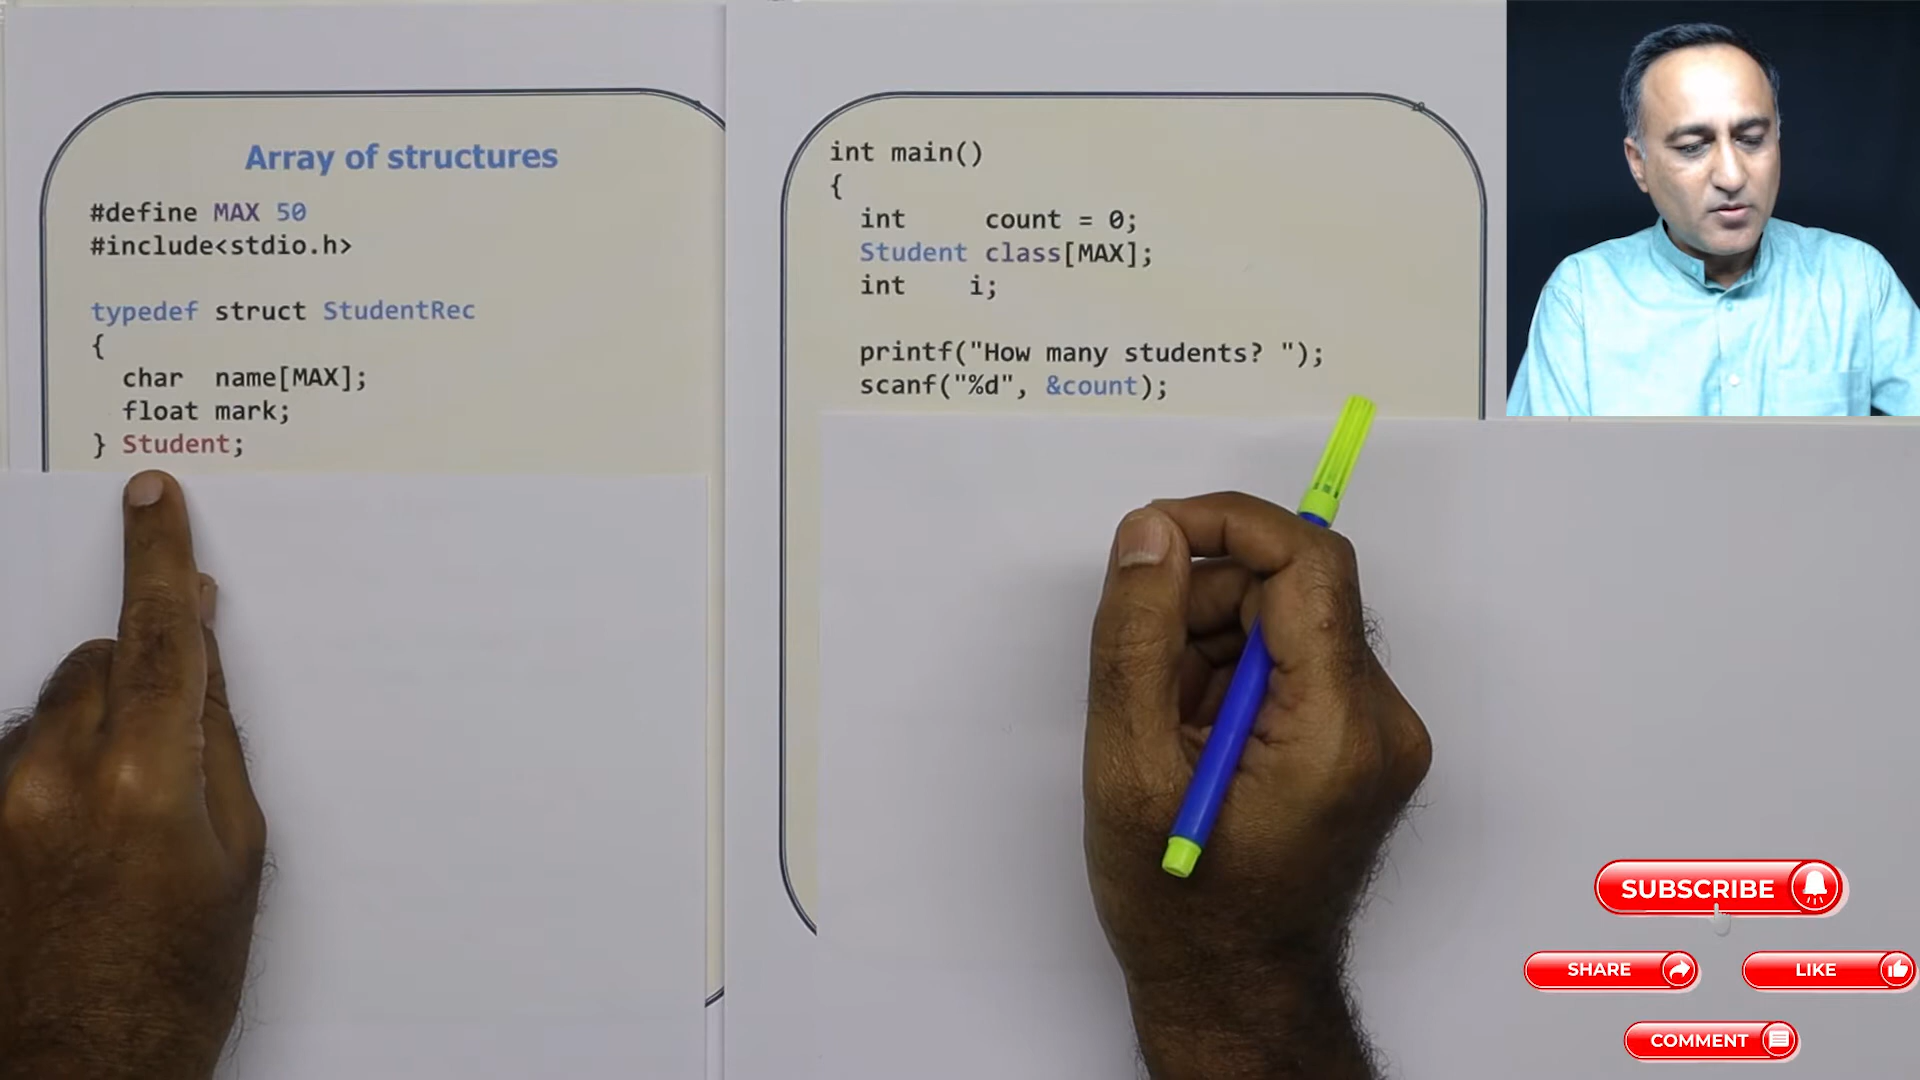 Array of structures
#define MAX 50
#include<stdio.h>
typedef struct StudentRec
{
char name[MAX];
float mark;
} Student;
int main()
{
int count = 0;
Student class[MAX];
int i;
printf("How many students? ");
scanf("%d", &count);
SUBSCRIBE
SHARE
LIKE
COMMENT